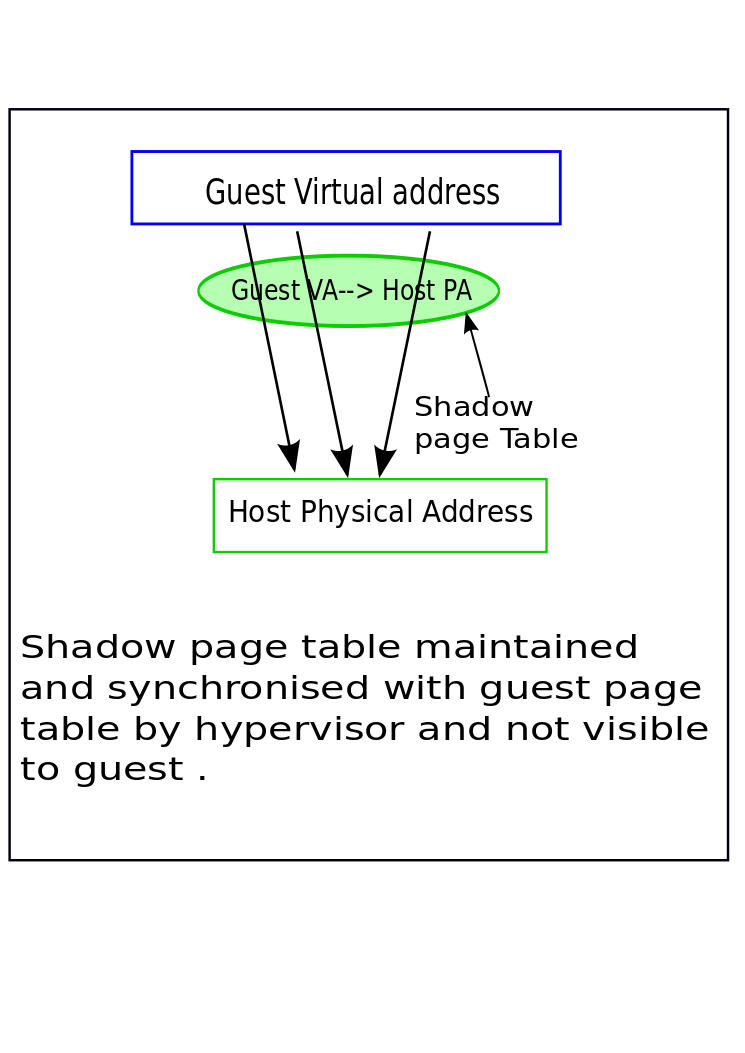 Guest Virtual address
Guest VA--> Host PA
Shadow
page Table
Host Physical Address
Shadow page table maintained
and synchronised with guest page
table by hypervisor and not visible
to guest .